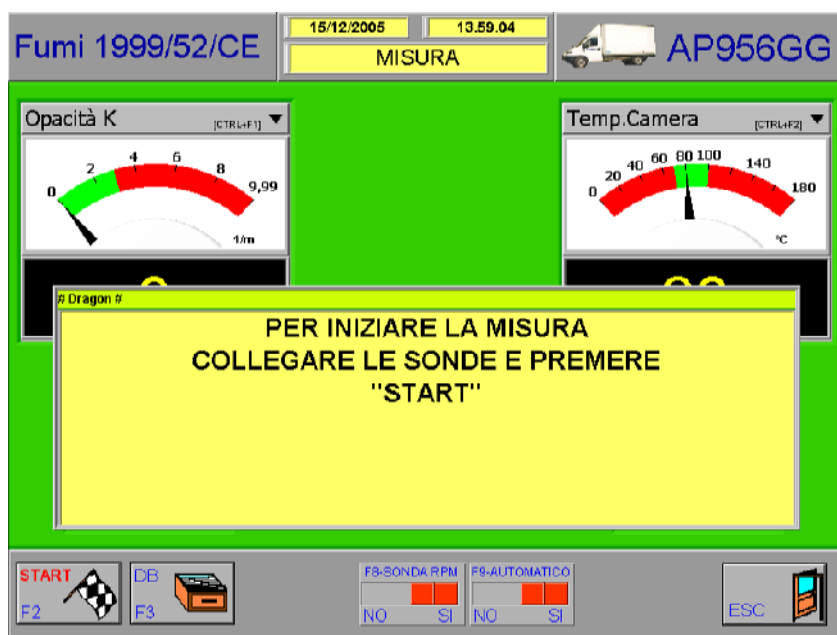 Fumi 1999/52/CE
15/12/2005
13.59.04
MISURA
AP956GG
Opacità K [CTRL+F1]
0 2 4 6 8 9,99
1/m
Temp.Camera [CTRL+F2]
0 20 40 60 80 100 140 180
°C
# Dragon #
PER INIZIARE LA MISURA
COLLEGARE LE SONDE E PREMERE
"START"
START
F2
DB
F3
F8-SONDA RPM
NO SI
F9-AUTOMATICO
NO SI
ESC